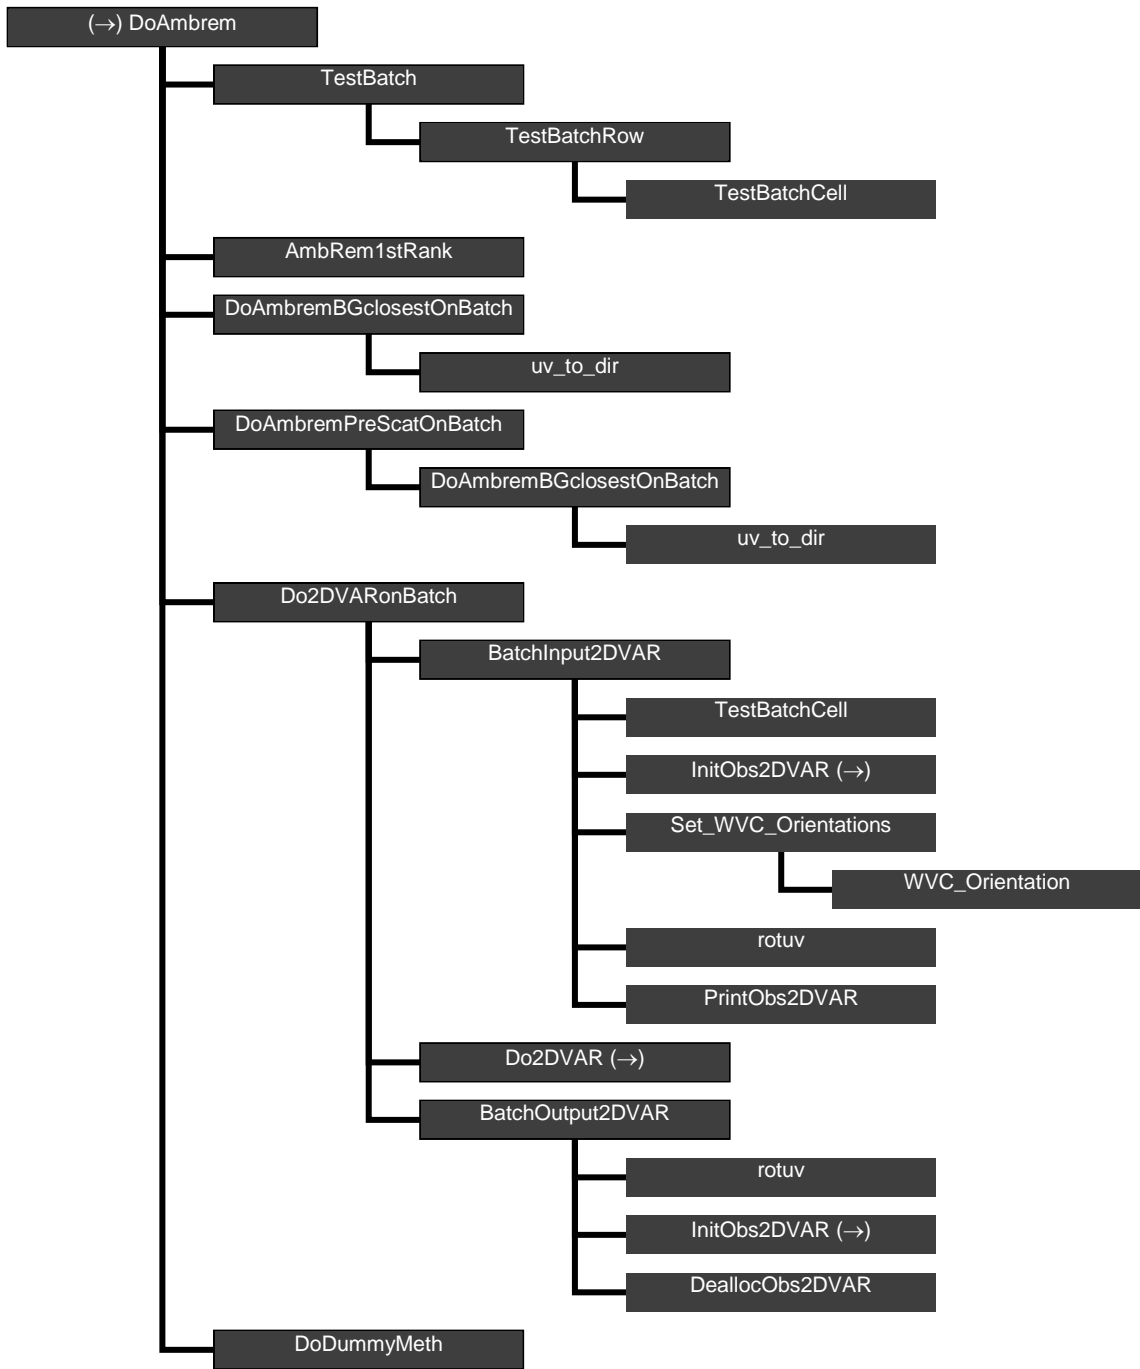 (→) DoAmbrem
TestBatch
TestBatchRow
TestBatchCell
AmbRem1stRank
DoAmbremBGclosestOnBatch
uv_to_dir
DoAmbremPreScatOnBatch
DoAmbremBGclosestOnBatch
uv_to_dir
Do2DVARonBatch
BatchInput2DVAR
TestBatchCell
InitObs2DVAR (→)
Set_WVC_Orientations
WVC_Orientation
rotuv
PrintObs2DVAR
Do2DVAR (→)
BatchOutput2DVAR
rotuv
InitObs2DVAR (→)
DeallocObs2DVAR
DoDummyMeth